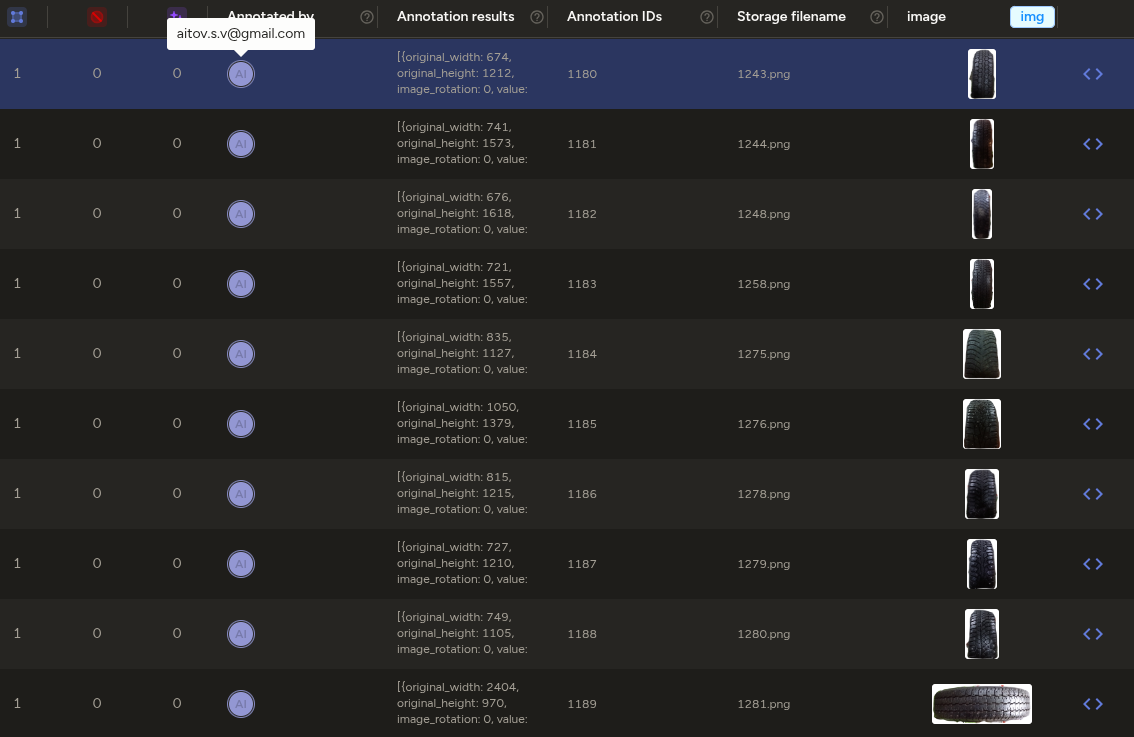 Annotated by Annotation results Annotation IDs Storage filename image img
aitov.s.v@gmail.com
1 0 0 AI [{original_width: 674, original_height: 1212, image_rotation: 0, value: 1180 1243.png
1 0 0 AI [{original_width: 741, original_height: 1573, image_rotation: 0, value: 1181 1244.png
1 0 0 AI [{original_width: 676, original_height: 1618, image_rotation: 0, value: 1182 1248.png
1 0 0 AI [{original_width: 721, original_height: 1557, image_rotation: 0, value: 1183 1258.png
1 0 0 AI [{original_width: 835, original_height: 1127, image_rotation: 0, value: 1184 1275.png
1 0 0 AI [{original_width: 1050, original_height: 1379, image_rotation: 0, value: 1185 1276.png
1 0 0 AI [{original_width: 815, original_height: 1215, image_rotation: 0, value: 1186 1278.png
1 0 0 AI [{original_width: 727, original_height: 1210, image_rotation: 0, value: 1187 1279.png
1 0 0 AI [{original_width: 749, original_height: 1105, image_rotation: 0, value: 1188 1280.png
1 0 0 AI [{original_width: 2404, original_height: 970, image_rotation: 0, value: 1189 1281.png